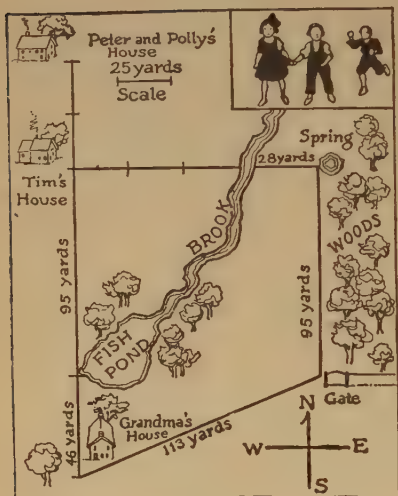 Peter and Polly's
House
25 yards
Scale
Spring
28 yards
Tim's
House
BROOK
WOODS
95 yards
95 yards
FISH
POND
Gate
Grandma's
House
46 yards
113 yards
N
W
E
S